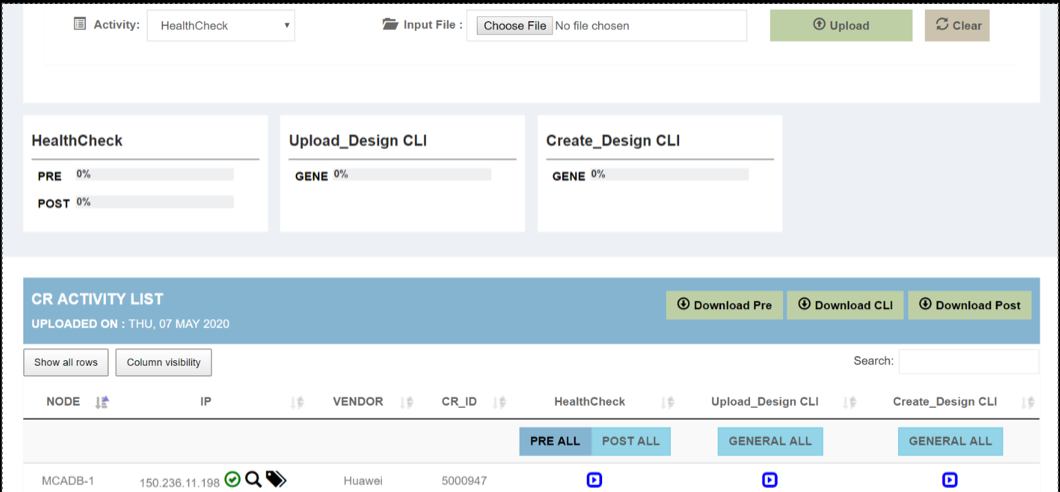 Activity: HealthCheck Input File : Choose File No file chosen Upload Clear
HealthCheck Upload_Design CLI Create_Design CLI
PRE 0% GENE 0% GENE 0%
POST 0%
CR ACTIVITY LIST
Download Pre Download CLI Download Post
UPLOADED ON : THU, 07 MAY 2020
Show all rows Column visibility Search:
NODE IP VENDOR CR_ID HealthCheck Upload_Design CLI Create_Design CLI
PRE ALL POST ALL GENERAL ALL GENERAL ALL
MCADB-1 150.236.11.198 Huawei 5000947